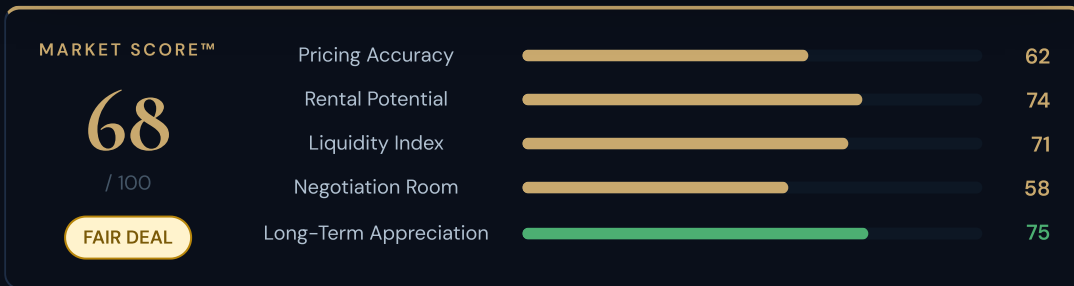 MARKET SCORE™
68
/ 100
FAIR DEAL
Pricing Accuracy 62
Rental Potential 74
Liquidity Index 71
Negotiation Room 58
Long-Term Appreciation 75